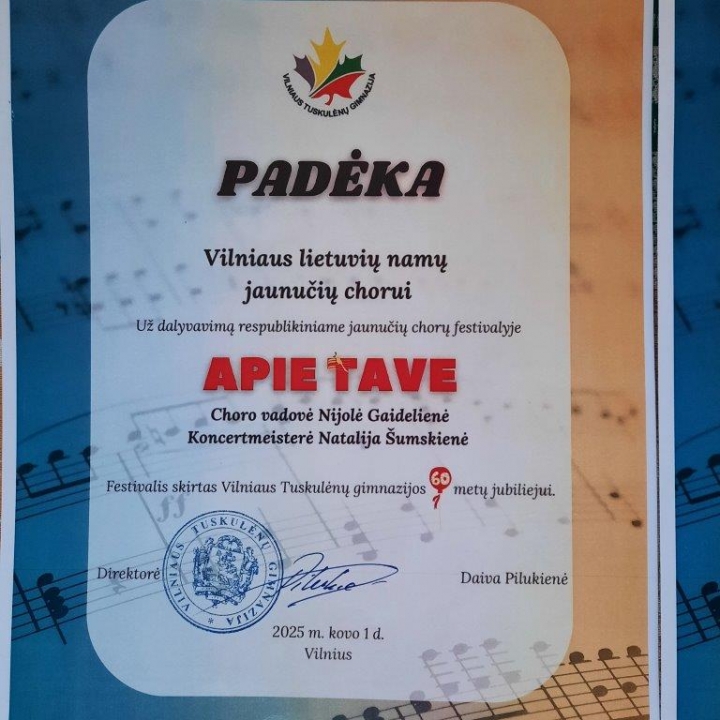 VILNIAUS TUSKULĖNŲ GIMNAZIJA
PADĖKA
Vilniaus lietuvių namų
jaunučių chorui
Už dalyvavimą respublikiniame jaunučių chorų festivalyje
APIE TAVE
Choro vadovė Nijolė Gaidelienė
Koncertmeisterė Natalija Šumskienė
Festivalis skirtas Vilniaus Tuskulėnų gimnazijos 60 metų jubiliejui.
VILNIAUS TUSKULĖNŲ GIMNAZIJA *
Direktorė
Daiva Pilukienė
2025 m. kovo 1 d.
Vilnius